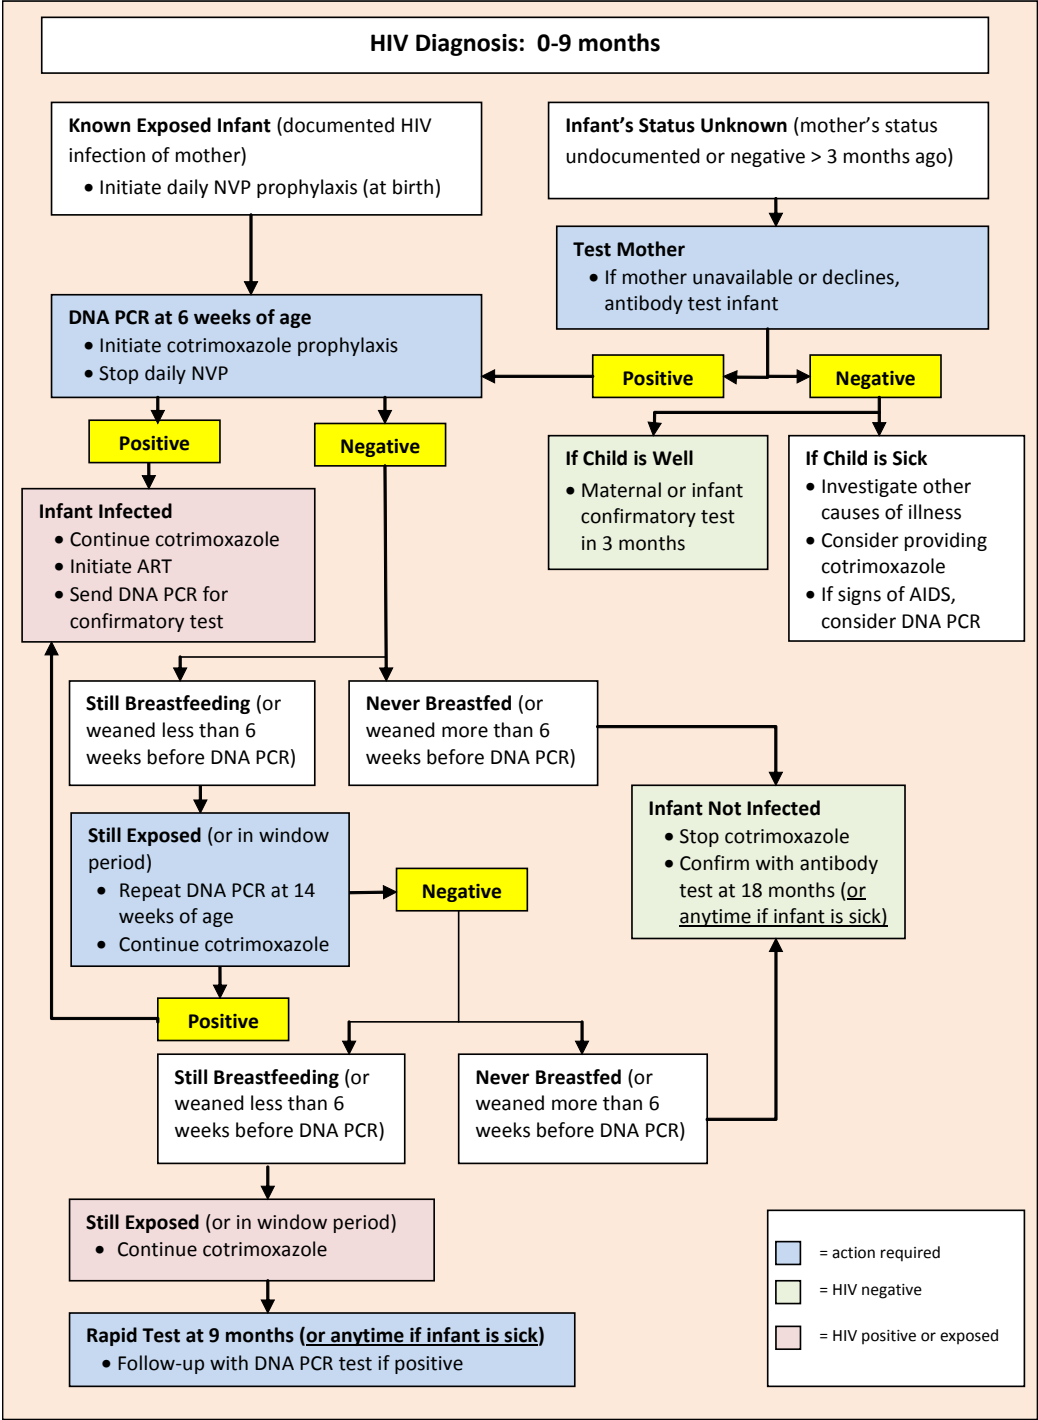 HIV Diagnosis: 0-9 months
Known Exposed Infant (documented HIV
infection of mother)
• Initiate daily NVP prophylaxis (at birth)
Infant's Status Unknown (mother's status
undocumented or negative > 3 months ago)
Test Mother
• If mother unavailable or declines,
antibody test infant
DNA PCR at 6 weeks of age
• Initiate cotrimoxazole prophylaxis
• Stop daily NVP
Positive
Negative
Positive
Negative
If Child is Well
• Maternal or infant
confirmatory test
in 3 months
If Child is Sick
• Investigate other
causes of illness
• Consider providing
cotrimoxazole
• If signs of AIDS,
consider DNA PCR
Infant Infected
• Continue cotrimoxazole
• Initiate ART
• Send DNA PCR for
confirmatory test
Still Breastfeeding (or
weaned less than 6
weeks before DNA PCR)
Never Breastfed (or
weaned more than 6
weeks before DNA PCR)
Infant Not Infected
• Stop cotrimoxazole
• Confirm with antibody
test at 18 months (or
anytime if infant is sick)
Still Exposed (or in window
period)
• Repeat DNA PCR at 14
weeks of age
• Continue cotrimoxazole
Negative
Positive
Still Breastfeeding (or
weaned less than 6
weeks before DNA PCR)
Never Breastfed (or
weaned more than 6
weeks before DNA PCR)
Still Exposed (or in window period)
• Continue cotrimoxazole
Rapid Test at 9 months (or anytime if infant is sick)
• Follow-up with DNA PCR test if positive
= action required
= HIV negative
= HIV positive or exposed